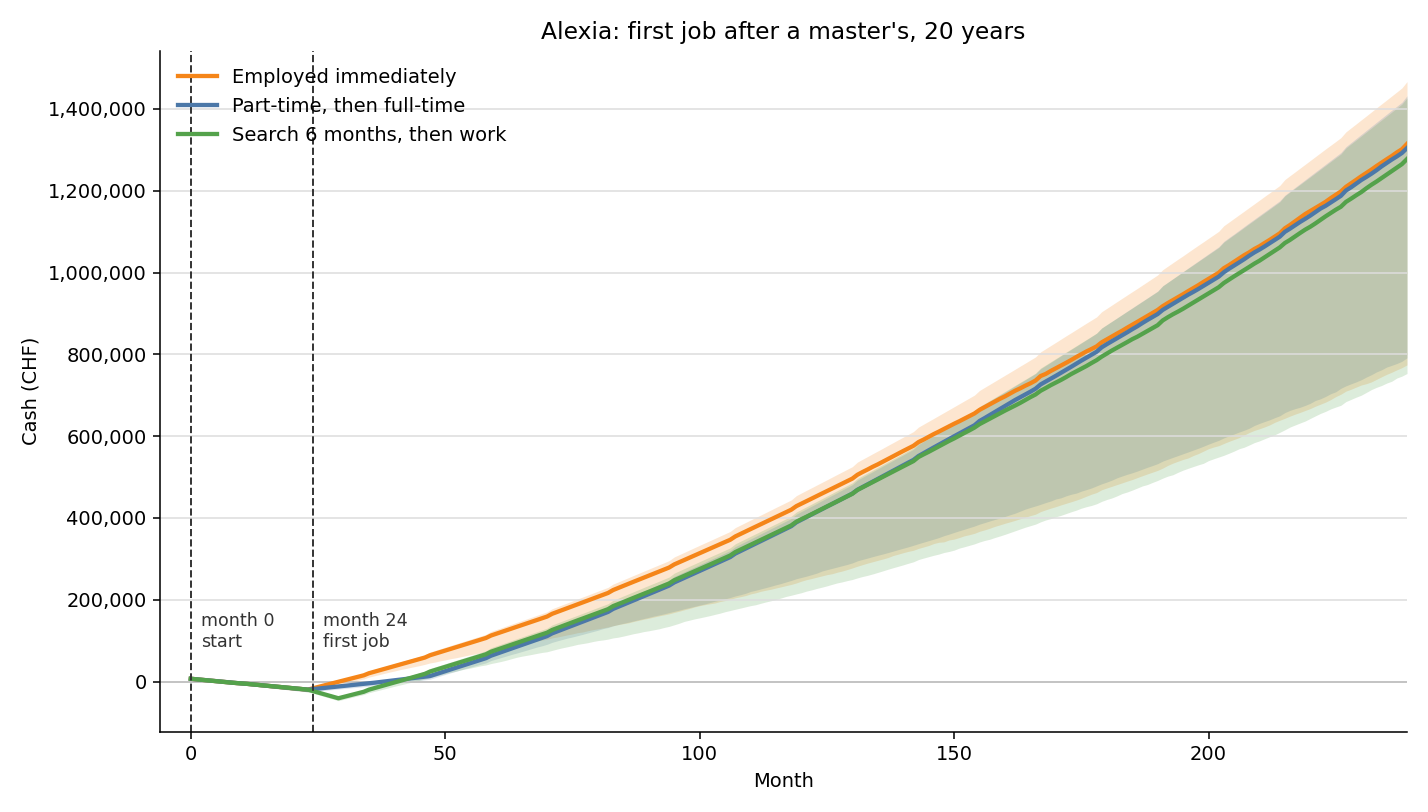 Alexia: first job after a master's, 20 years
Employed immediately
Part-time, then full-time
Search 6 months, then work
1,400,000
1,200,000
1,000,000
800,000
600,000
400,000
200,000
0
Cash (CHF)
month 0
start
month 24
first job
0
50
100
150
200
Month